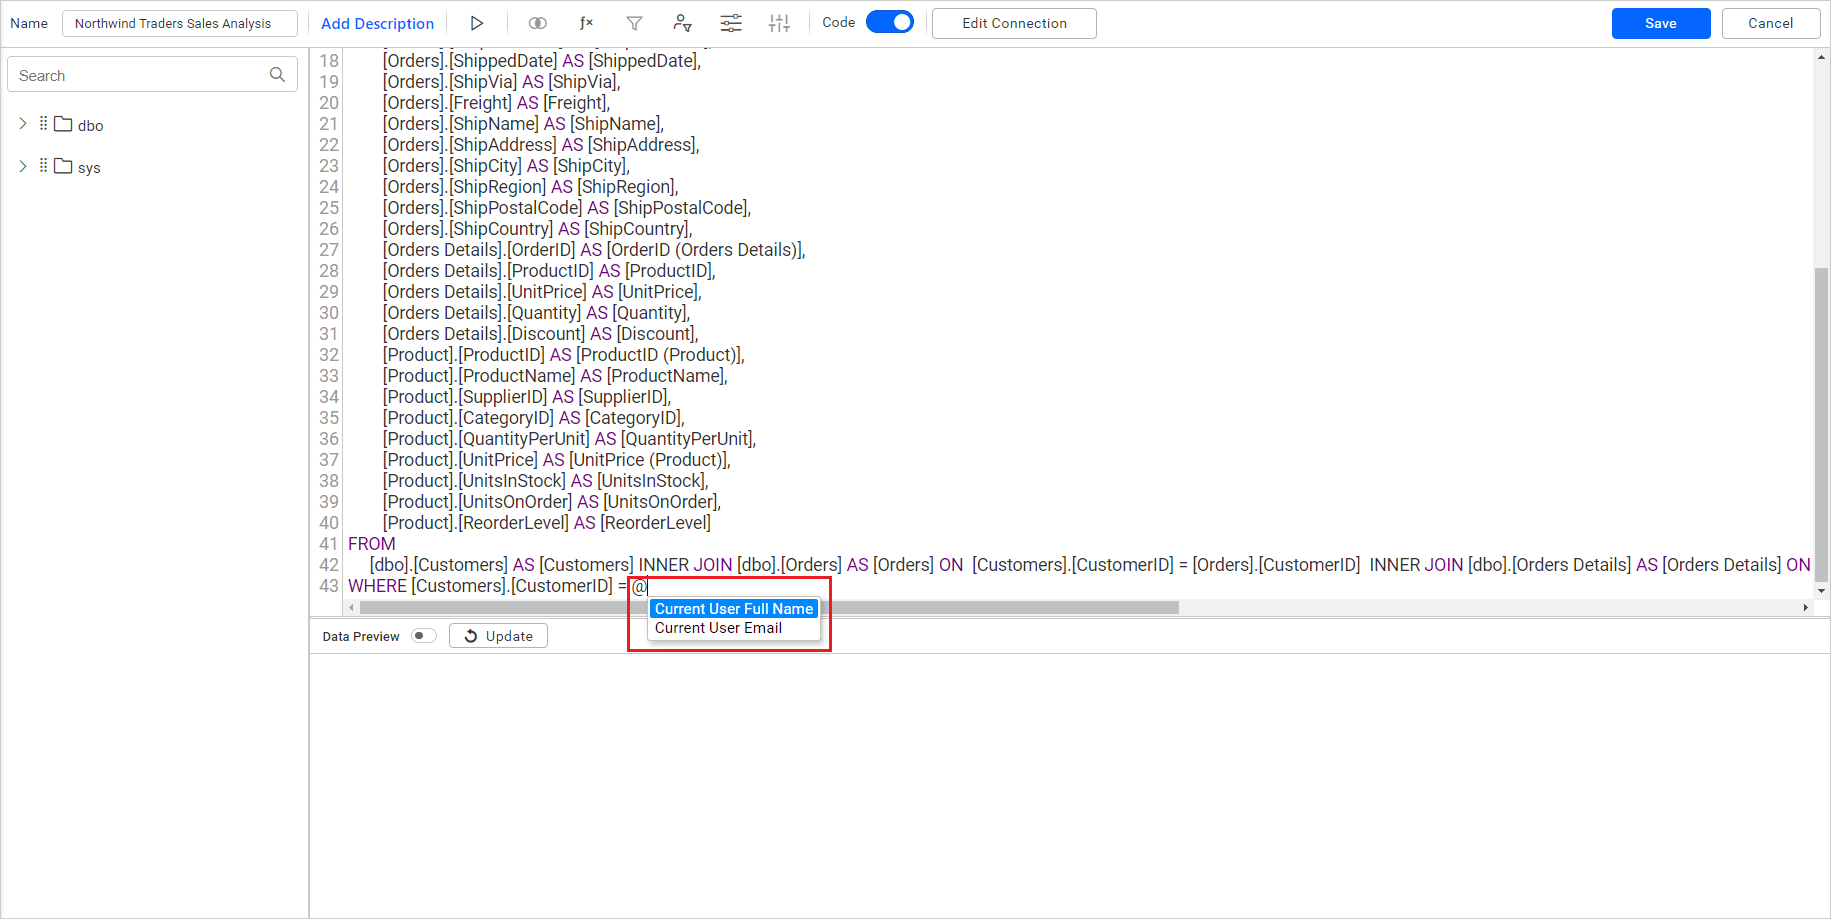 Name Northwind Traders Sales Analysis Add Description Code Edit Connection Save Cancel
Search
dbo
sys
18 [Orders].[ShippedDate] AS [ShippedDate],
19 [Orders].[ShipVia] AS [ShipVia],
20 [Orders].[Freight] AS [Freight],
21 [Orders].[ShipName] AS [ShipName],
22 [Orders].[ShipAddress] AS [ShipAddress],
23 [Orders].[ShipCity] AS [ShipCity],
24 [Orders].[ShipRegion] AS [ShipRegion],
25 [Orders].[ShipPostalCode] AS [ShipPostalCode],
26 [Orders].[ShipCountry] AS [ShipCountry],
27 [Orders Details].[OrderID] AS [OrderID (Orders Details)],
28 [Orders Details].[ProductID] AS [ProductID],
29 [Orders Details].[UnitPrice] AS [UnitPrice],
30 [Orders Details].[Quantity] AS [Quantity],
31 [Orders Details].[Discount] AS [Discount],
32 [Product].[ProductID] AS [ProductID (Product)],
33 [Product].[ProductName] AS [ProductName],
34 [Product].[SupplierID] AS [SupplierID],
35 [Product].[CategoryID] AS [CategoryID],
36 [Product].[QuantityPerUnit] AS [QuantityPerUnit],
37 [Product].[UnitPrice] AS [UnitPrice (Product)],
38 [Product].[UnitsInStock] AS [UnitsInStock],
39 [Product].[UnitsOnOrder] AS [UnitsOnOrder],
40 [Product].[ReorderLevel] AS [ReorderLevel]
41 FROM
42 [dbo].[Customers] AS [Customers] INNER JOIN [dbo].[Orders] AS [Orders] ON [Customers].[CustomerID] = [Orders].[CustomerID] INNER JOIN [dbo].[Orders Details] AS [Orders Details] ON
43 WHERE [Customers].[CustomerID] = @
Current User Full Name
Current User Email
Data Preview Update